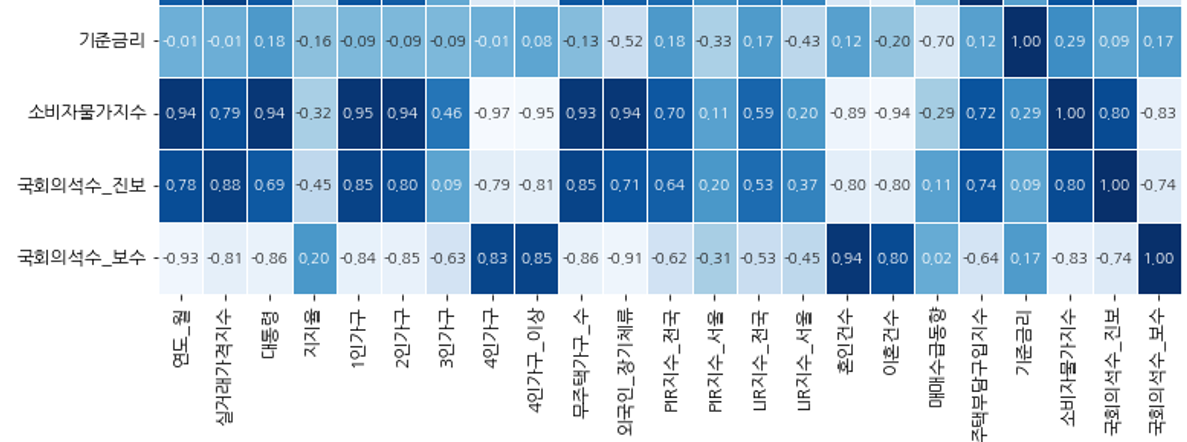 기준금리 -0.01 -0.01 0.18 -0.16 -0.09 -0.09 -0.09 -0.01 0.08 -0.13 -0.52 0.18 -0.33 0.17 -0.43 0.12 -0.20 -0.70 0.12 1.00 0.29 0.09 0.17
소비자물가지수 0.94 0.79 0.94 -0.32 0.95 0.94 0.46 -0.97 -0.95 0.93 0.94 0.70 0.11 0.59 0.20 -0.89 -0.94 -0.29 0.72 0.29 1.00 0.80 -0.83
국회의석수_진보 0.78 0.88 0.69 -0.45 0.85 0.80 0.09 -0.79 -0.81 0.85 0.71 0.64 0.20 0.53 0.37 -0.80 -0.80 0.11 0.74 0.09 0.80 1.00 -0.74
국회의석수_보수 -0.93 -0.81 -0.86 0.20 -0.84 -0.85 -0.63 0.83 0.85 -0.86 -0.91 -0.62 -0.31 -0.53 -0.45 0.94 0.80 0.02 -0.64 0.17 -0.83 -0.74 1.00
연도_월
실거래가격지수
대통령
지지율
1인가구
2인가구
3인가구
4인가구
4인가구_이상
무주택가구_수
외국인_장기체류
PIR지수_전국
PIR지수_서울
LIR지수_전국
LIR지수_서울
혼인건수
이혼건수
매매수급동향
주택부담구입지수
기준금리
소비자물가지수
국회의석수_진보
국회의석수_보수